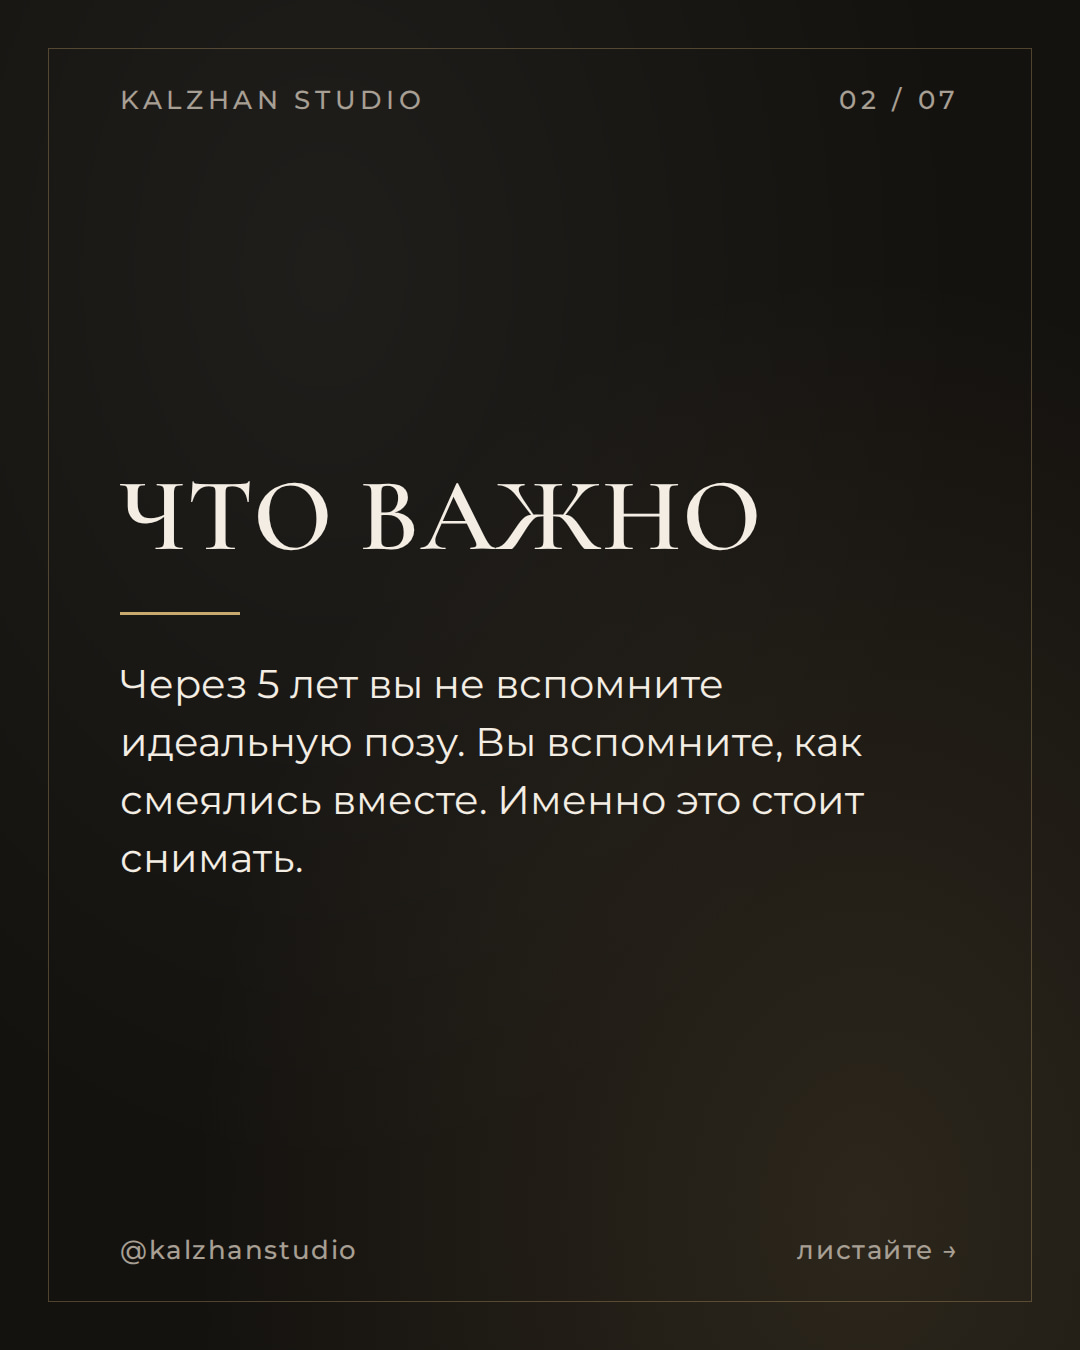 KALZHAN STUDIO 02 / 07
ЧТО ВАЖНО
Через 5 лет вы не вспомните
идеальную позу. Вы вспомните, как
смеялись вместе. Именно это стоит
снимать.
@kalzhanstudio листайте →